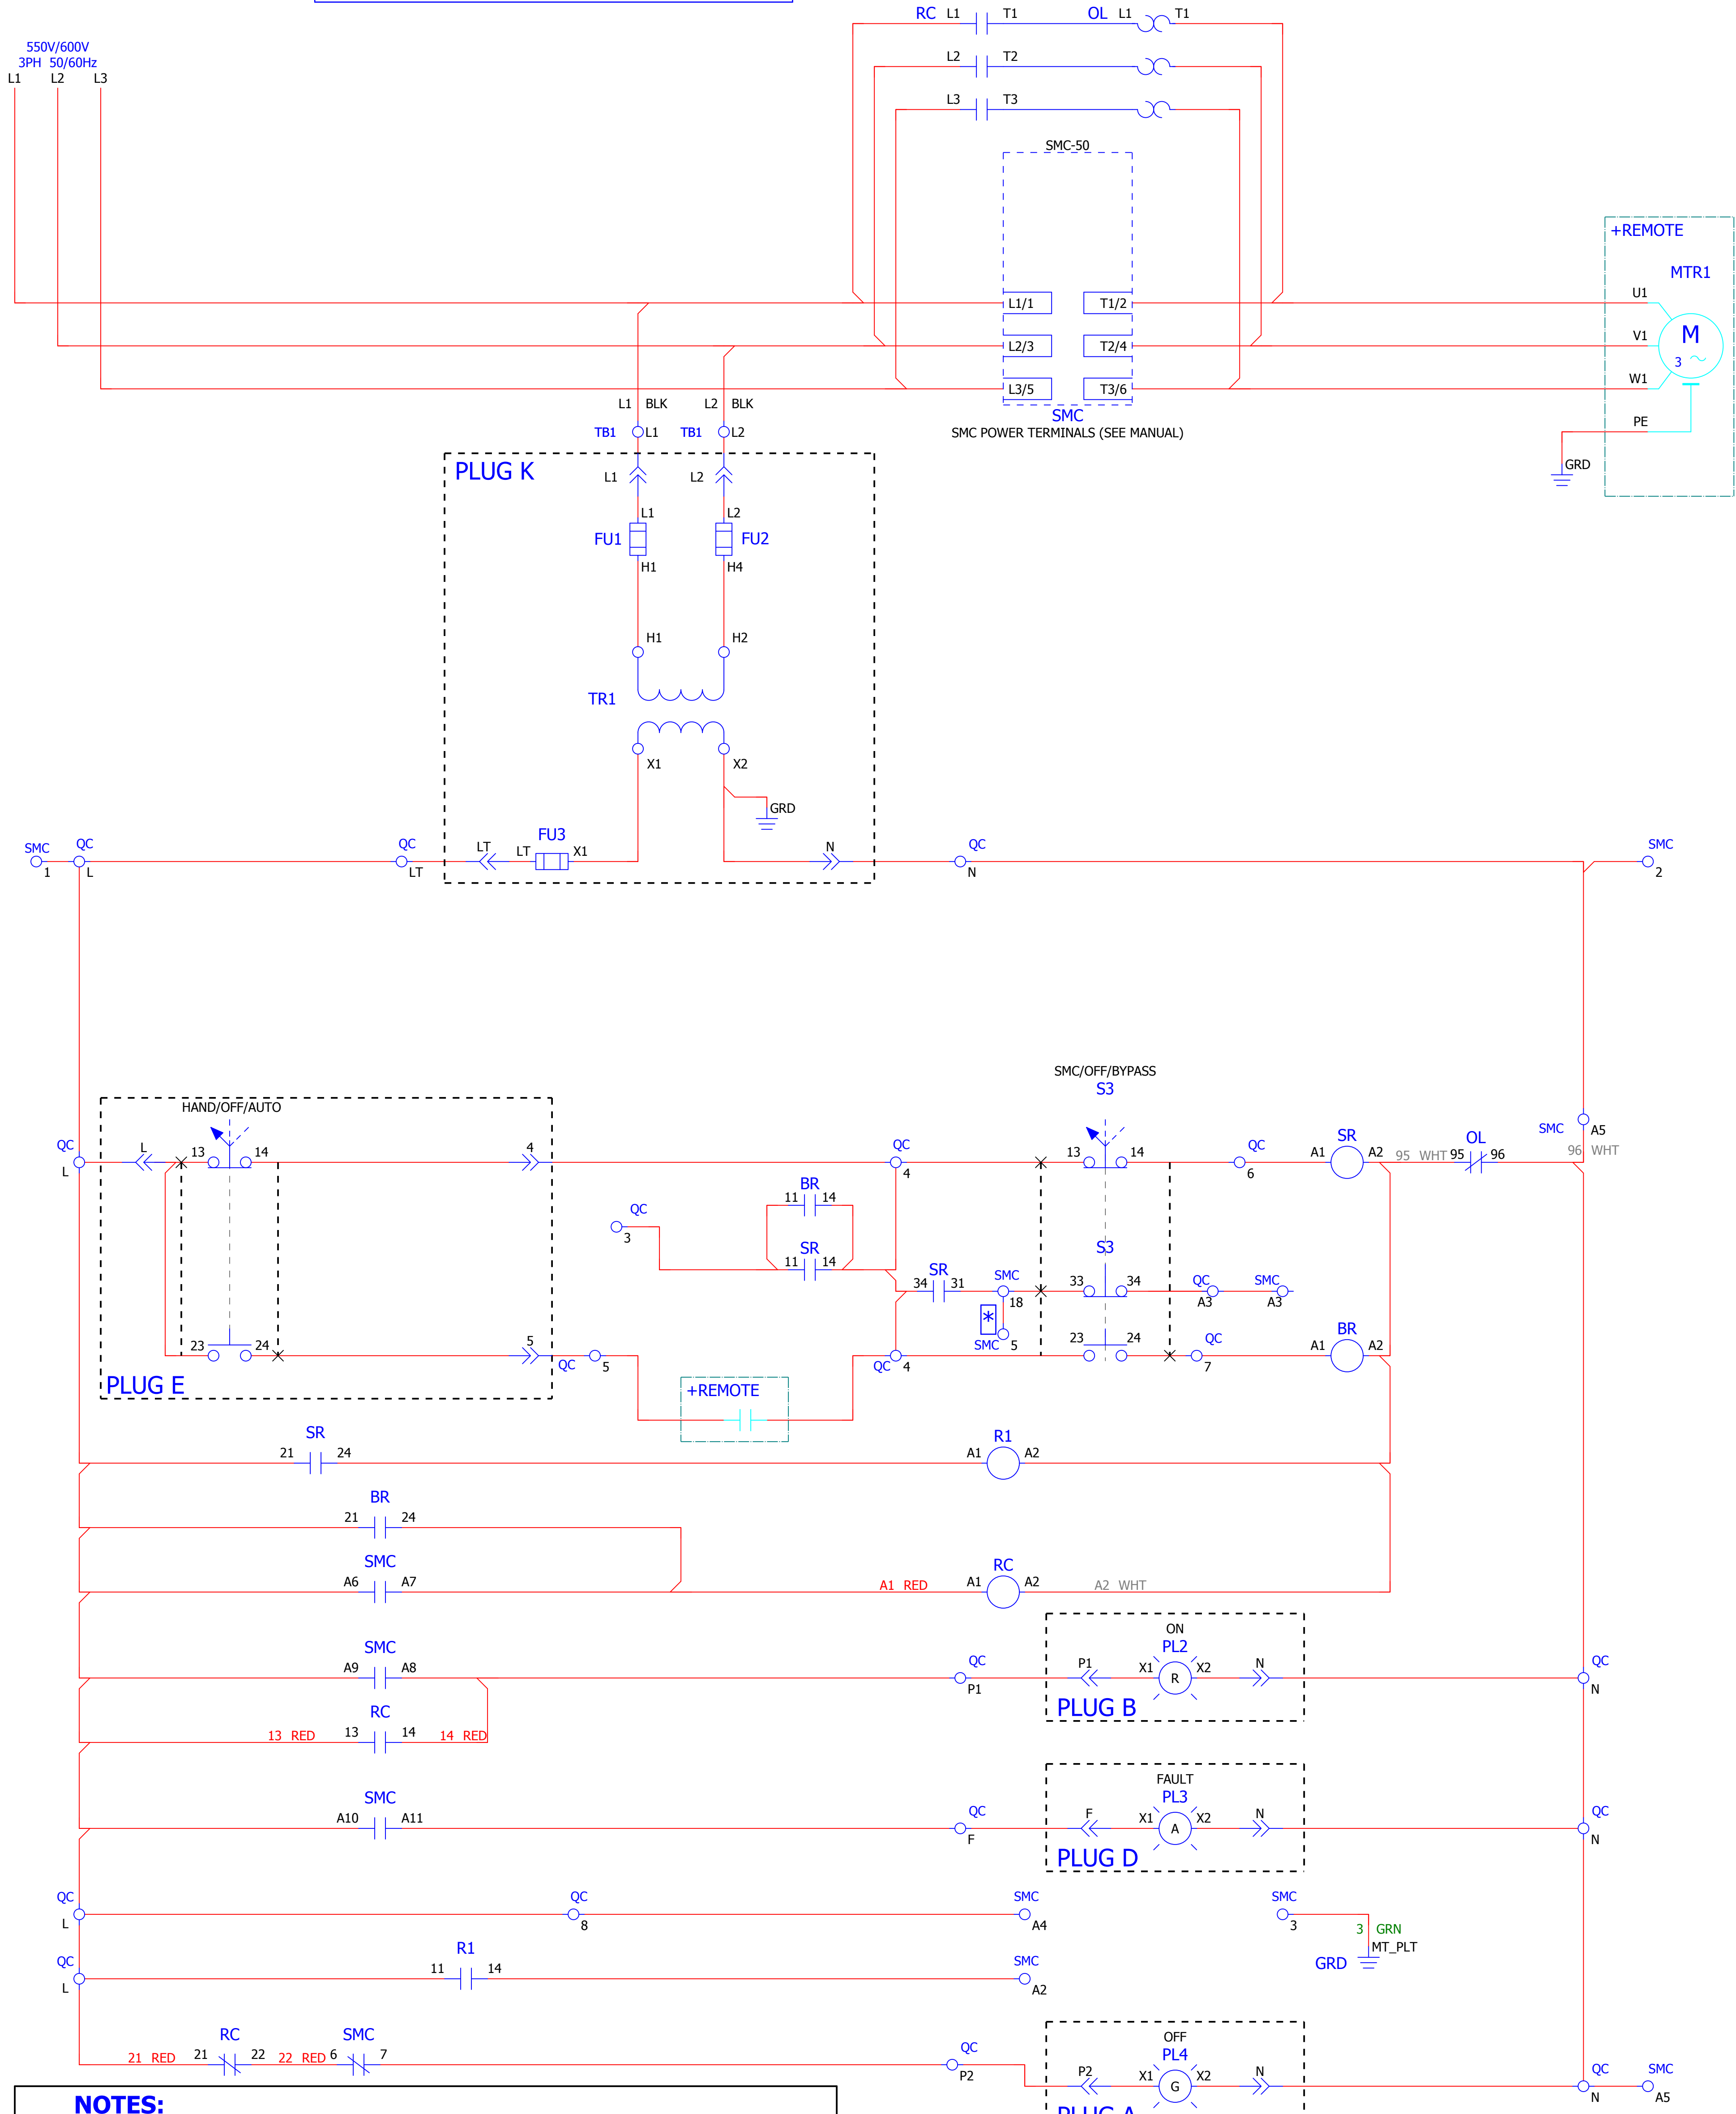 RC L1 T1 OL L1 T1
550V/600V
3PH 50/60Hz
L1 L2 L3
L2 T2
L3 T3
SMC-50
+REMOTE
MTR1
U1
L1/1 T1/2
V1 M
3
L2/3 T2/4
W1
L3/5 T3/6
L1 BLK L2 BLK
SMC
SMC POWER TERMINALS (SEE MANUAL)
PE
TB1 L1 TB1 L2
GRD
PLUG K
L1 L2
L1 L2
FU1 FU2
H1 H4
H1 H2
TR1
X1 X2
GRD
SMC QC QC FU3 N QC SMC
LT LT X1
1 L LT N 2
SMC/OFF/BYPASS
S3
HAND/OFF/AUTO
SMC A5
QC L 13 14 4 QC 13 14 QC SR OL
A1 A2 95 WHT 95 96 96 WHT
L 4 6
BR
11 14
QC
3
SR S3
11 14
SR SMC QC SMC
34 31 33 34
18 A3 A3
*
SMC 5
23 24 5 23 24 QC BR
A1 A2
QC 5 QC 4 7
PLUG E
+REMOTE
SR R1
21 24 A1 A2
BR
21 24
SMC RC
A6 A7 A1 RED A1 A2 A2 WHT
ON
SMC PL2
A9 A8 QC P1 X1 R X2 N QC
P1 N
PLUG B
RC
13 RED 13 14 14 RED
FAULT
SMC PL3
A10 A11 QC F X1 A X2 N QC
F N
PLUG D
QC QC SMC SMC
L 8 A4 3
3 GRN
MT_PLT
GRD
QC R1 SMC
11 14
L A2
RC SMC OFF
21 RED 21 22 22 RED 6 7 QC PL4
P2 P2 X1 G X2 N QC SMC
N A5
NOTES:
PLUG A